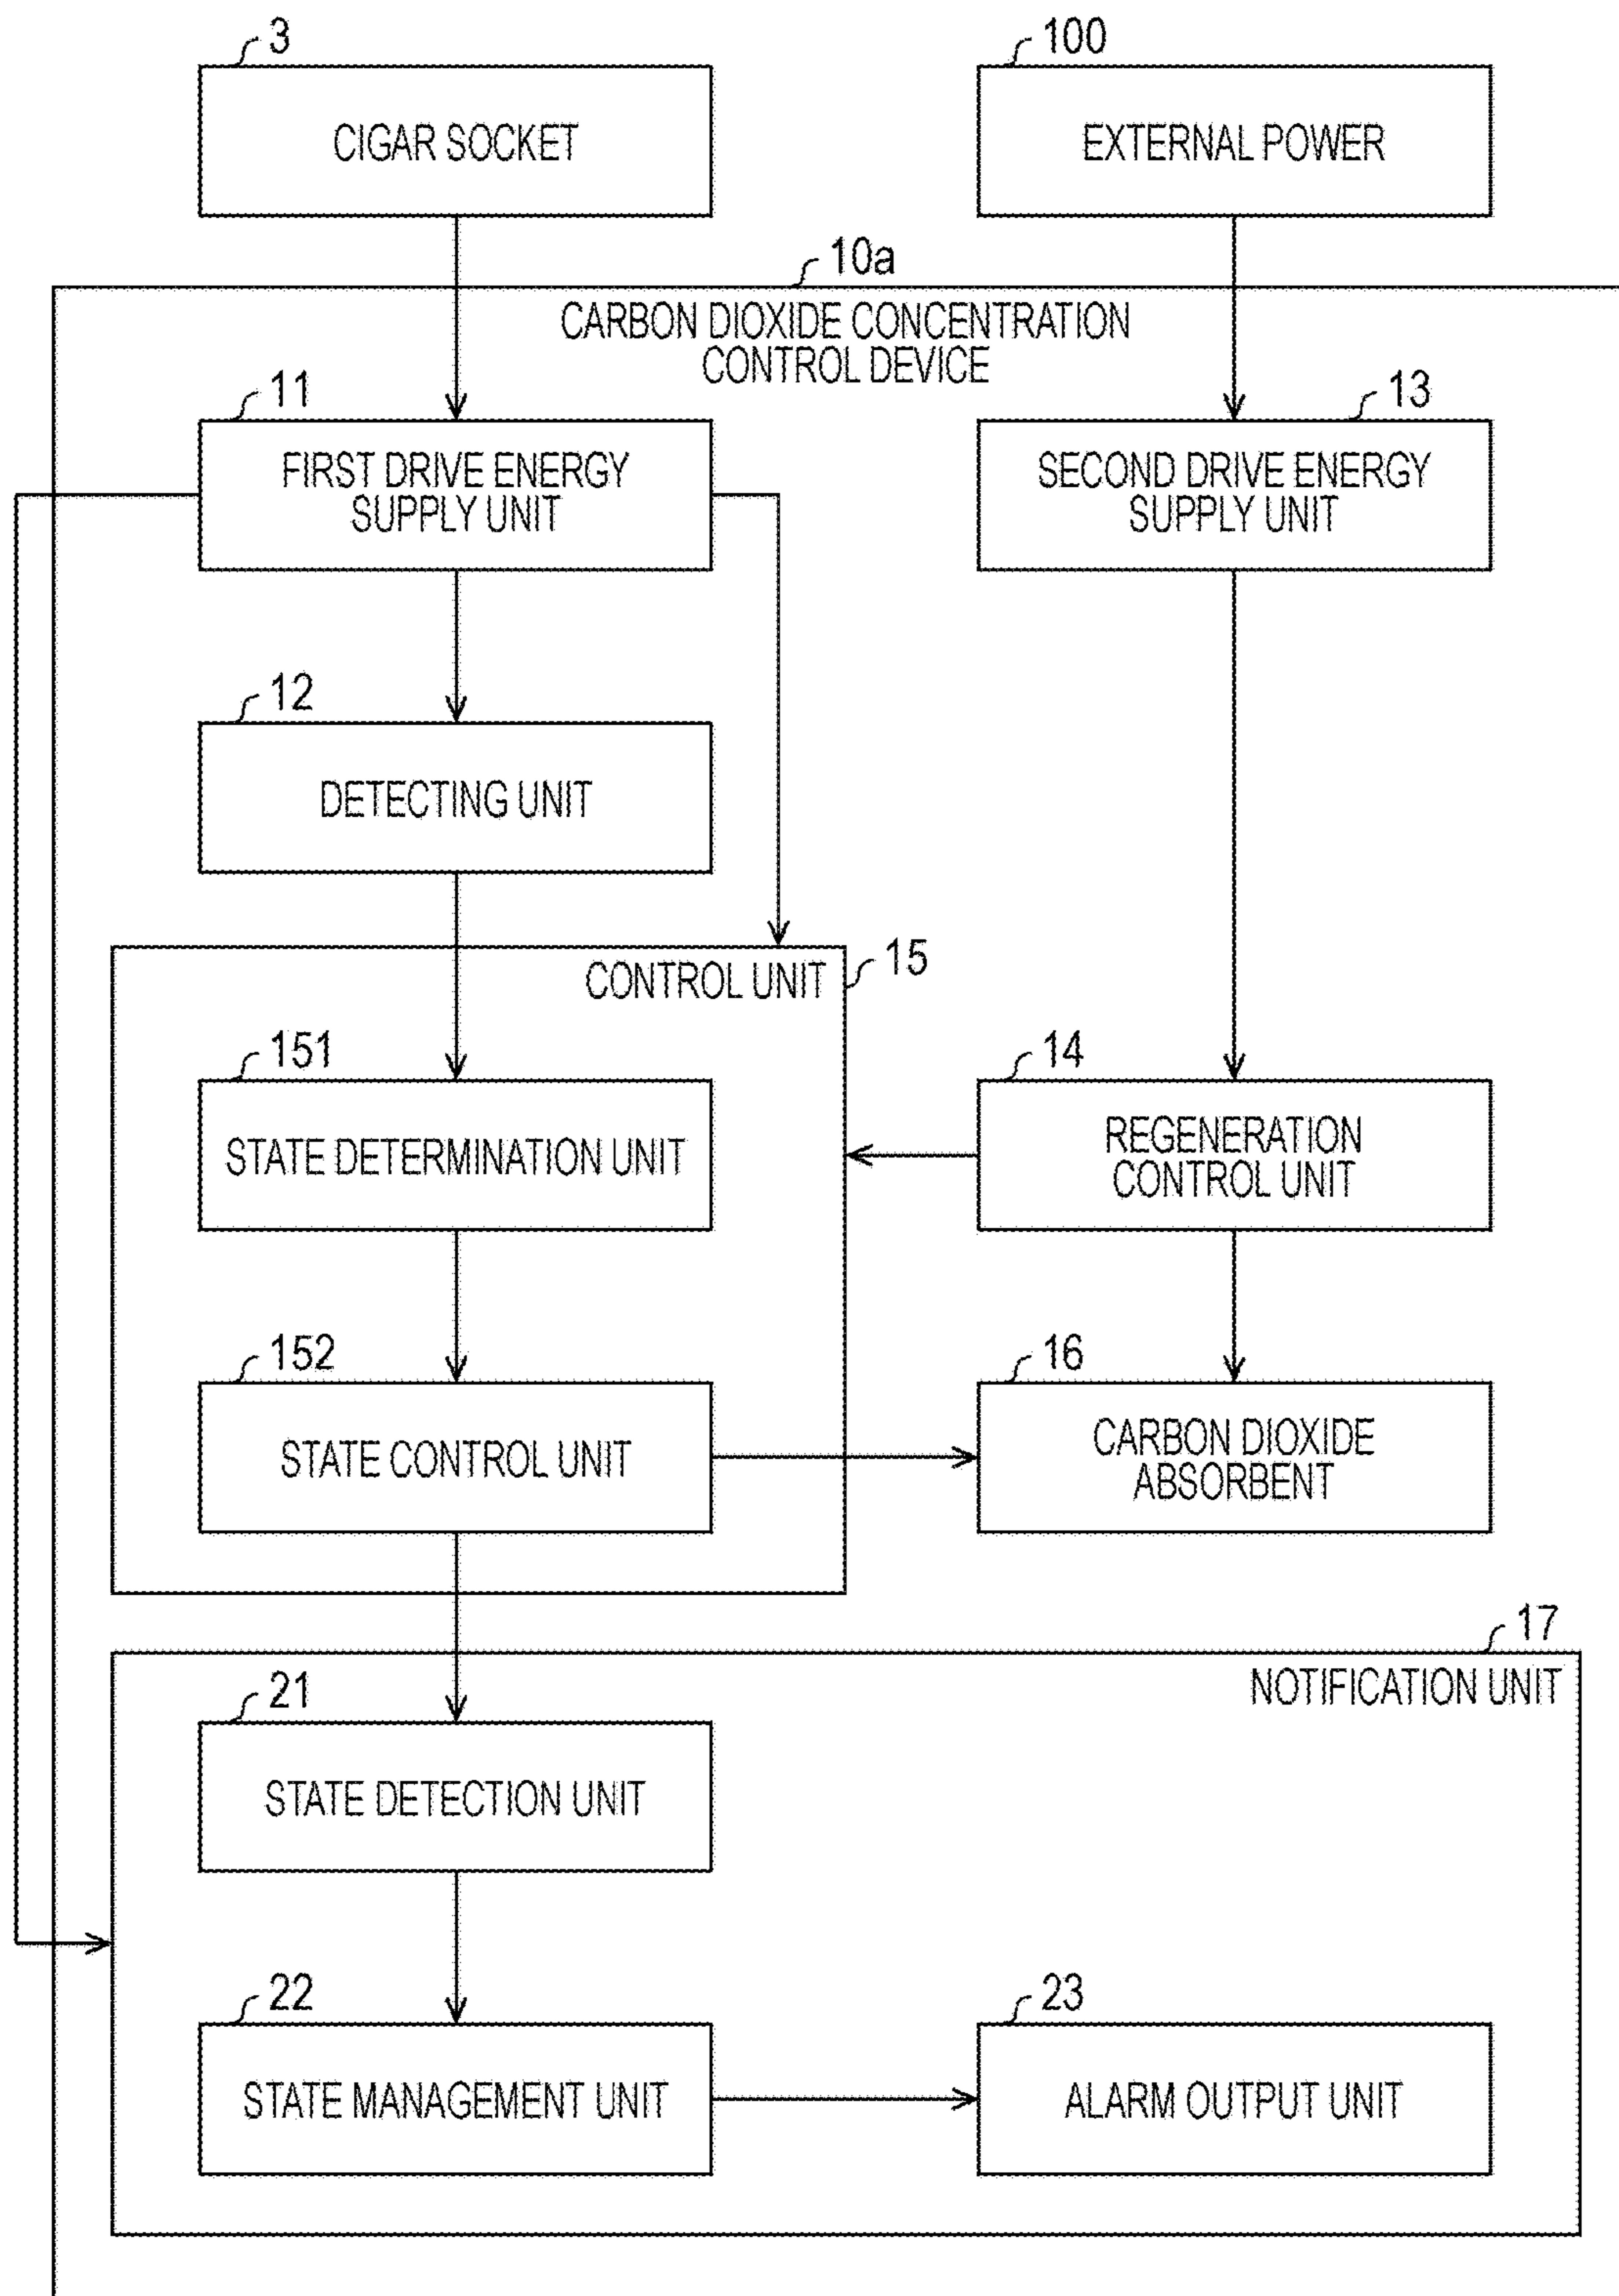 3
CIGAR SOCKET
100
EXTERNAL POWER
10a
CARBON DIOXIDE CONCENTRATION
CONTROL DEVICE
11
FIRST DRIVE ENERGY
SUPPLY UNIT
13
SECOND DRIVE ENERGY
SUPPLY UNIT
12
DETECTING UNIT
CONTROL UNIT
15
151
STATE DETERMINATION UNIT
14
REGENERATION
CONTROL UNIT
152
STATE CONTROL UNIT
16
CARBON DIOXIDE
ABSORBENT
17
NOTIFICATION UNIT
21
STATE DETECTION UNIT
22
STATE MANAGEMENT UNIT
23
ALARM OUTPUT UNIT